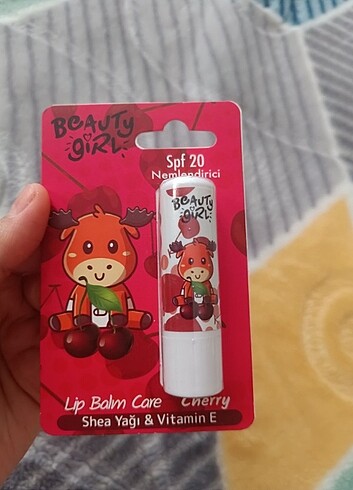 BEAUTY
GIRL
Spf 20
Nemlendirici
BEAUTY
GIRL
Lip Balm Care Cherry
Shea Yağı & Vitamin E